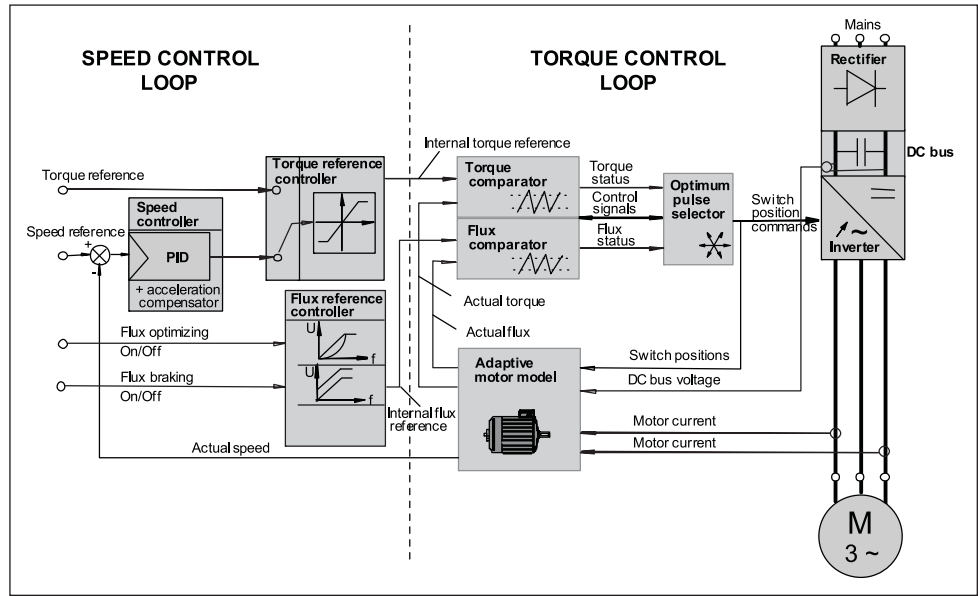 Mains
SPEED CONTROL
LOOP
TORQUE CONTROL
LOOP
Rectifier
DC bus
Internal torque reference
Torque reference
Torque reference
controller
Torque
comparator
Torque
status
Control
signals
Flux
status
Optimum
pulse
selector
Switch
position
commands
~
Inverter
Speed
controller
Speed reference
+
-
PID
+ acceleration
compensator
Flux comparator
Actual torque
Actual flux
Flux reference
controller
U
f
U
f
Flux optimizing
On/Off
Flux braking
On/Off
Internal flux
reference
Adaptive
motor model
Switch positions
DC bus voltage
Motor current
Motor current
Actual speed
M
3 ~